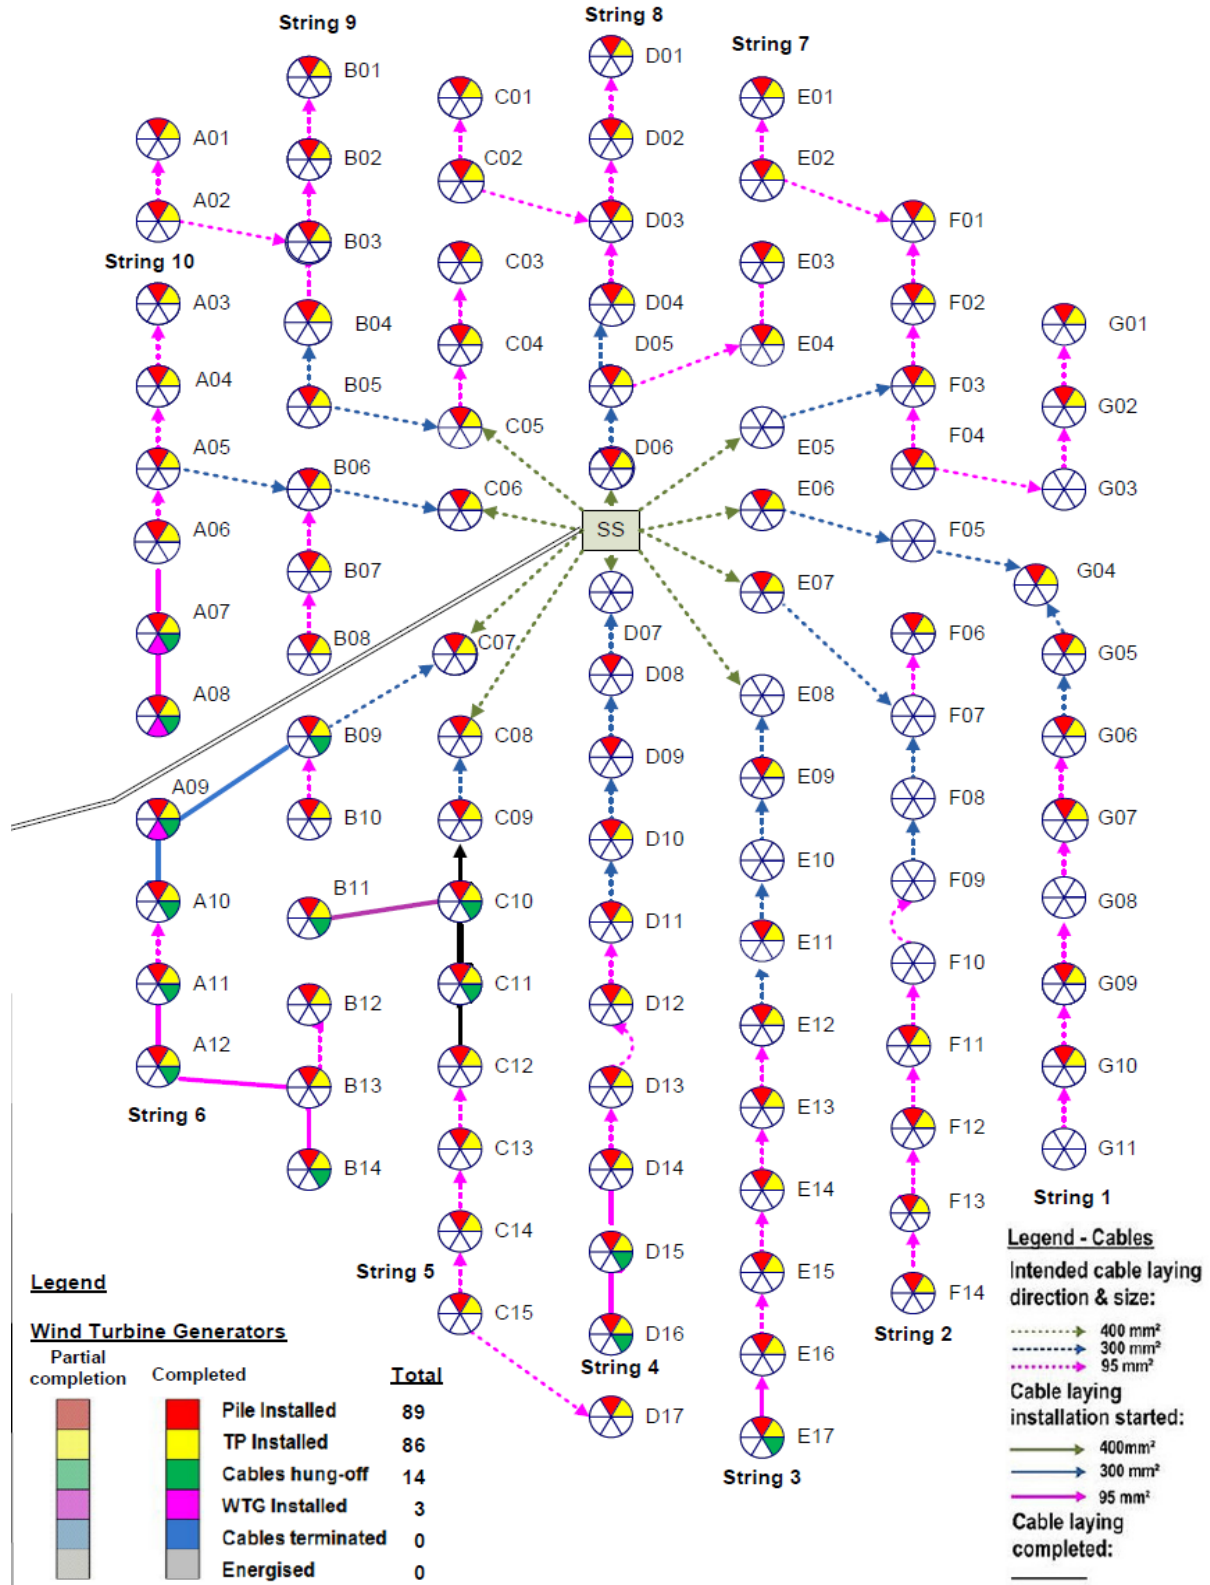 String 8
String 9
String 7
D01
B01
C01
E01
A01
D02
B02
C02
E02
A02
D03
F01
B03
String 10
C03
E03
A03
D04
F02
B04
G01
C04
D05
E04
A04
B05
F03
C05
G02
A05
B06
D06
E05
F04
C06
E06
G03
A06
SS
F05
B07
E07
G04
A07
B08
C07
D07
F06
G05
A08
D08
E08
F07
B09
C08
G06
A09
D09
E09
F08
B10
C09
G07
D10
E10
F09
A10
B11
C10
G08
D11
E11
F10
A11
B12
C11
G09
D12
E12
F11
A12
B13
C12
G10
String 6
D13
E13
F12
B14
C13
G11
D14
E14
F13
String 1
C14
D15
E15
F14
String 5
String 2
C15
D16
E16
String 4
D17
E17
String 3
Legend
Wind Turbine Generators
Partial completion
Completed
Total
Pile Installed 89
TP Installed 86
Cables hung-off 14
WTG Installed 3
Cables terminated 0
Energised 0
Legend - Cables
Intended cable laying
direction & size:
400 mm²
300 mm²
95 mm²
Cable laying
installation started:
400mm²
300 mm²
95 mm²
Cable laying
completed: